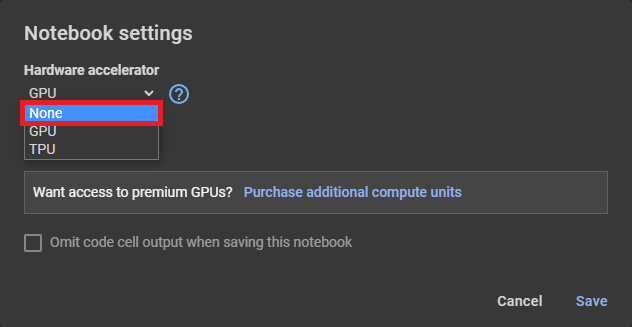 Notebook settings
Hardware accelerator
GPU
?
None
GPU
TPU
Want access to premium GPUs? Purchase additional compute units
Omit code cell output when saving this notebook
Cancel Save